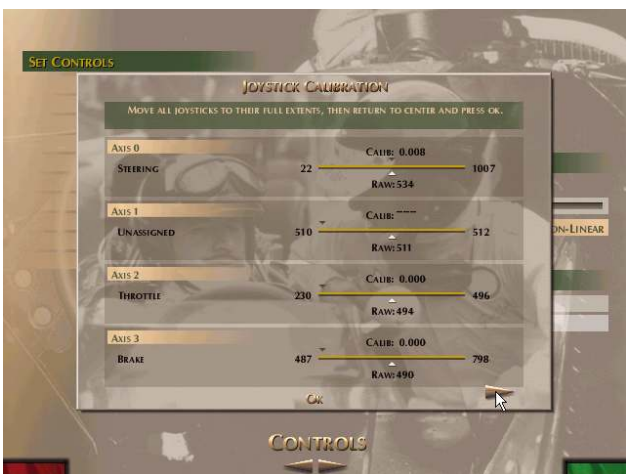 SET CONTROLS
JOYSTICK CALIBRATION
MOVE ALL JOYSTICKS TO THEIR FULL EXTENTS, THEN RETURN TO CENTER AND PRESS OK.
AXIS 0
CALIB: 0.008
STEERING 22 1007
RAW: 534
AXIS 1
CALIB: ---
UNASSIGNED 510 512
RAW: 511
ON-LINEAR
AXIS 2
CALIB: 0.000
THROTTLE 230 496
RAW: 494
AXIS 3
CALIB: 0.000
BRAKE 487 798
RAW: 490
OK
CONTROLS